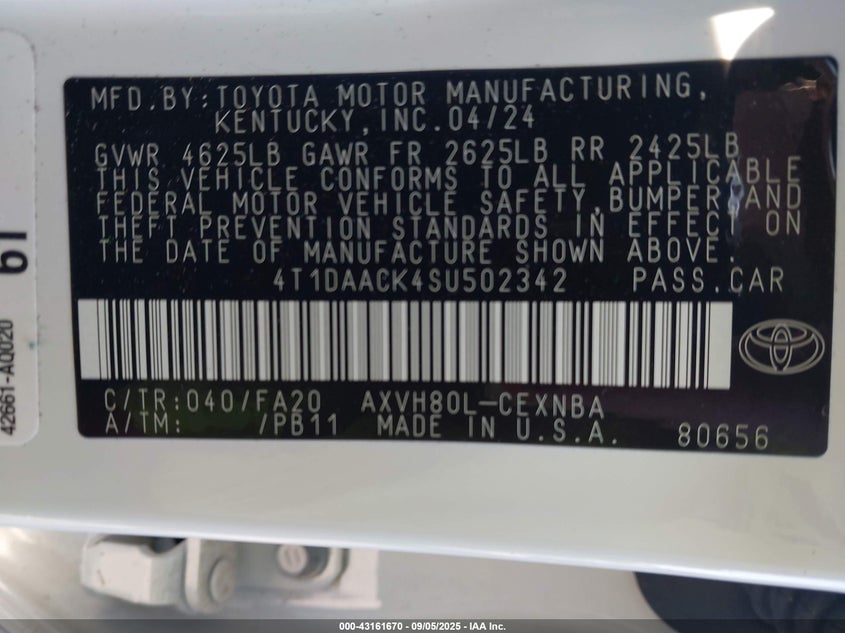 MFD.BY:TOYOTA MOTOR MANUFACTURING,
KENTUCKY,INC.04/24
GVWR 4625LB GAWR FR 2625LB RR 2425LB
THIS VEHICLE CONFORMS TO ALL APPLICABLE
FEDERAL MOTOR VEHICLE SAFETY,BUMPER AND
THEFT PREVENTION STANDARDS IN EFFECT ON
THE DATE OF MANUFACTURE SHOWN ABOVE.
4T1DAACK4SU502342 PASS.CAR
C/TR:040/FA20 AXVH80L-CEXNBA
A/TM: /PB11 MADE IN U.S.A. 80656
42661-AQ020
000-43161670 - 09/05/2025 - IAA Inc.